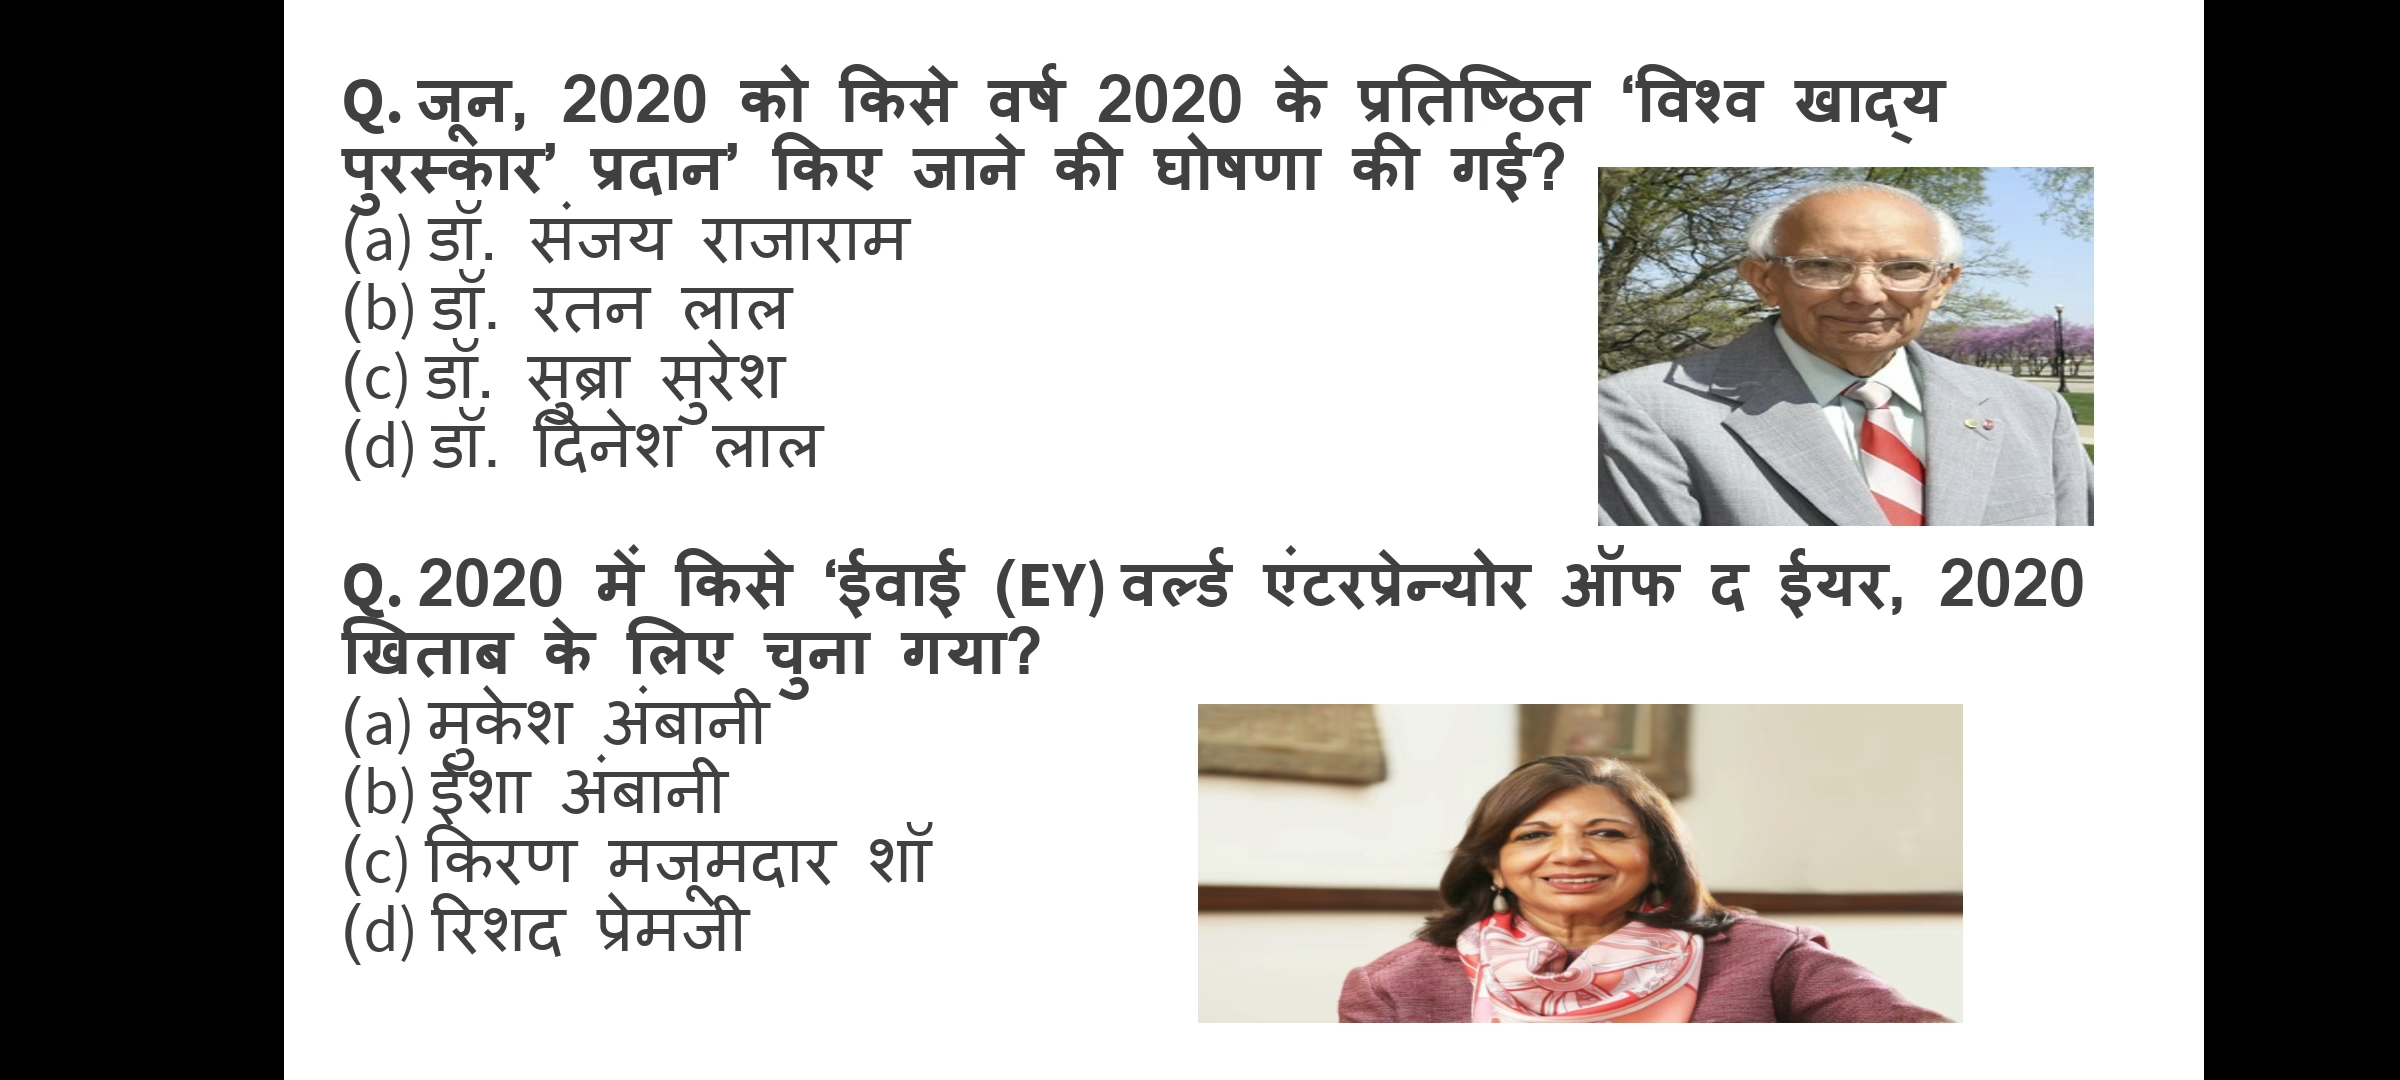 Q. जून, 2020 को किसे वर्ष 2020 के प्रतिष्ठित ‘विश्व खाद्य
पुरस्कार’ प्रदान’ किए जाने की घोषणा की गई?
(a) डॉ. संजय राजाराम
(b) डॉ. रतन लाल
(c) डॉ. सुब्रा सुरेश
(d) डॉ. दिनेश लाल
Q. 2020 में किसे ‘ईवाई (EY) वर्ल्ड एंटरप्रेन्योर ऑफ द ईयर, 2020
खिताब के लिए चुना गया?
(a) मुकेश अंबानी
(b) ईशा अंबानी
(c) किरण मजूमदार शॉ
(d) रिशद प्रेमजी